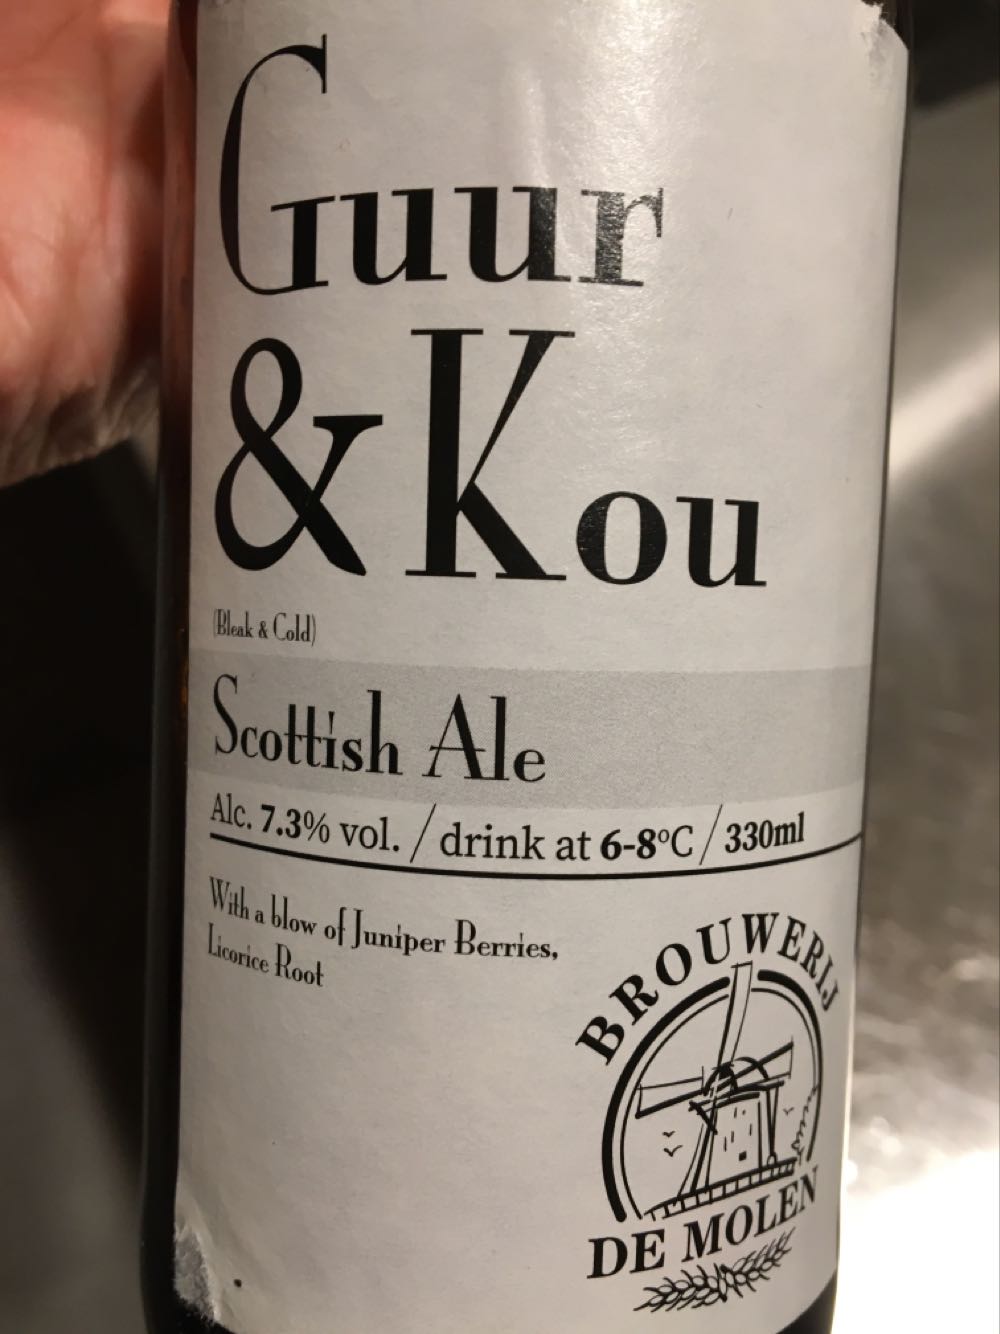 Guur
& Kou
(Bleak & Cold)
Scottish Ale
Alc. 7.3% vol. / drink at 6-8°C / 330ml
With a blow of Juniper Berries,
Licorice Root
BROUWERIJ
DE MOLEN